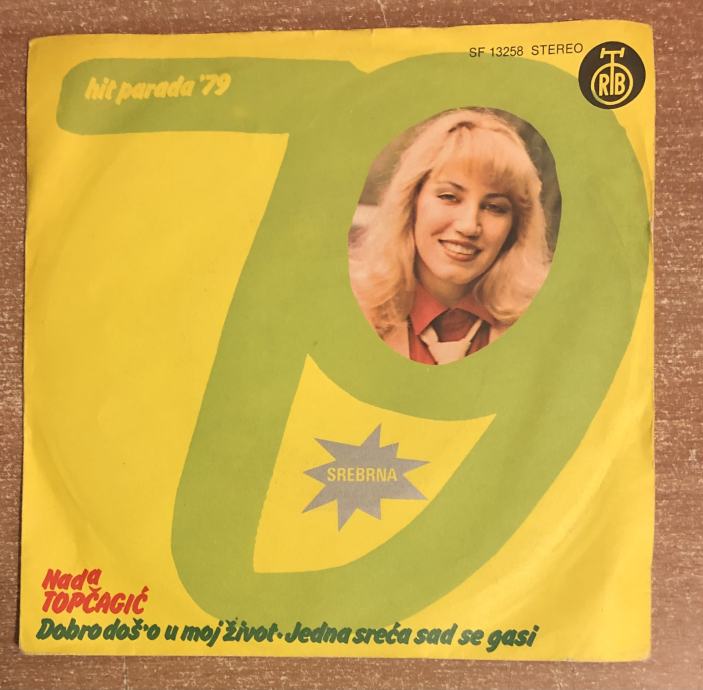 SF 13258 STEREO
RTB
hit parada '79
79
SREBRNA
Nada
TOPČAGIĆ
Dobro doš'o u moj život • Jedna sreća sad se gasi